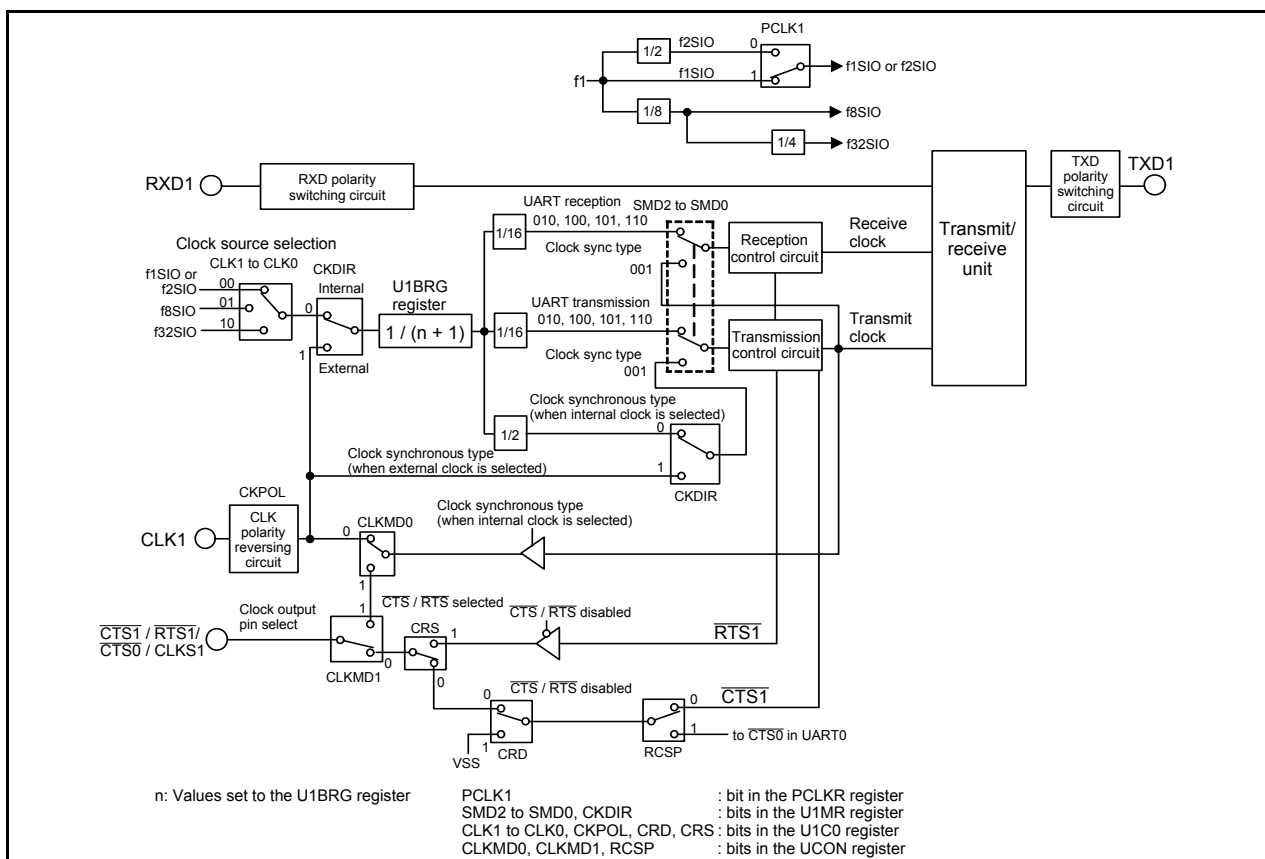 PCLK1
f2SIO
0
1/2
f1SIO
1
f1
f1SIO or f2SIO
1/8
f8SIO
1/4
f32SIO
RXD1
RXD polarity
switching circuit
TXD
polarity
switching
circuit
TXD1
UART reception
010, 100, 101, 110
1/16
SMD2 to SMD0
Clock sync type
001
Reception
control circuit
Receive
clock
Transmit/
receive
unit
Clock source selection
CLK1 to CLK0
f1SIO or
f2SIO
00
f8SIO
01
f32SIO
10
CKDIR
Internal
0
1
External
U1BRG
register
1 / (n + 1)
UART transmission
010, 100, 101, 110
1/16
Clock sync type
001
Transmission
control circuit
Transmit
clock
Clock synchronous type
(when internal clock is selected)
1/2
0
1
CKDIR
Clock synchronous type
(when external clock is selected)
CKPOL
CLK1
CLK
polarity
reversing
circuit
CLKMD0
0
1
Clock synchronous type
(when internal clock is selected)
CTS1 / RTS1/
CTS0 / CLKS1
Clock output
pin select
1
0
CLKMD1
CTS / RTS selected
CRS
1
0
CTS / RTS disabled
RTS1
CTS / RTS disabled
0
1
VSS
CRD
0
1
RCSP
CTS1
to CTS0 in UART0
n: Values set to the U1BRG register
PCLK1 : bit in the PCLKR register
SMD2 to SMD0, CKDIR : bits in the U1MR register
CLK1 to CLK0, CKPOL, CRD, CRS : bits in the U1C0 register
CLKMD0, CLKMD1, RCSP : bits in the UCON register